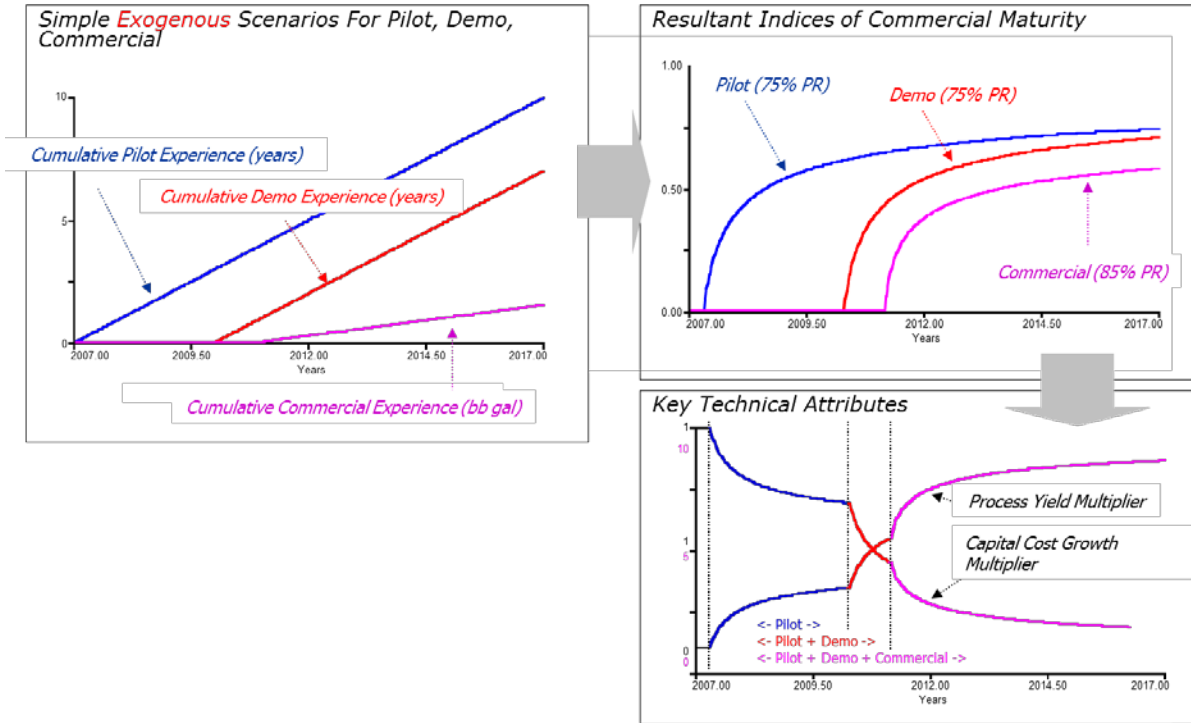 Simple Exogenous Scenarios For Pilot, Demo,
Commercial
10
Cumulative Pilot Experience (years)
Cumulative Demo Experience (years)
5
0
2007.00 2009.50 2012.00 2014.50 2017.00
Years
Cumulative Commercial Experience (bb gal)
Resultant Indices of Commercial Maturity
1.00
Pilot (75% PR)
Demo (75% PR)
0.50
Commercial (85% PR)
0.00
2007.00 2009.50 2012.00 2014.50 2017.00
Years
Key Technical Attributes
1
10
Process Yield Multiplier
1
5
Capital Cost Growth
Multiplier
<- Pilot ->
<- Pilot + Demo ->
<- Pilot + Demo + Commercial ->
0
0
2007.00 2009.50 2012.00 2014.50 2017.00
Years